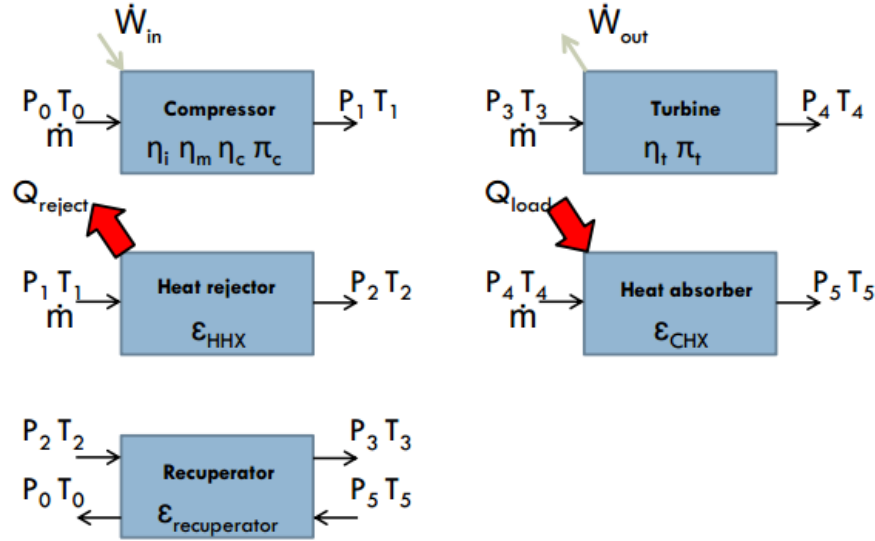 Ẇin
Ẇout
P0 T0
ṁ
Compressor
ηi ηm ηc πc
P1 T1
P3 T3
ṁ
Turbine
ηt πt
P4 T4
Qreject
Qload
P1 T1
ṁ
Heat rejector
εHHX
P2 T2
P4 T4
ṁ
Heat absorber
εCHX
P5 T5
P2 T2
P0 T0
Recuperator
εrecuperator
P3 T3
P5 T5